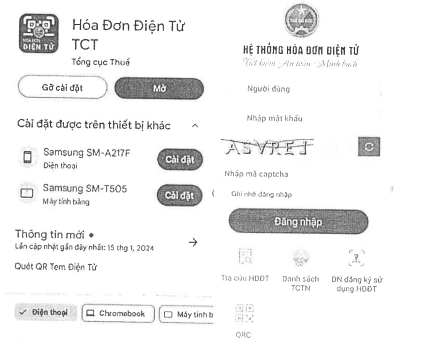 HÓA ĐƠN
ĐIỆN TỬ
Hóa Đơn Điện Tử
TCT
Tổng cục Thuế
Gỡ cài đặt
Mở
Cài đặt được trên thiết bị khác
Samsung SM-A217F
Điện thoại
Cài đặt
Samsung SM-T505
Máy tính bảng
Cài đặt
Thông tin mới •
Lần cập nhật gần đây nhất: 15 thg 1, 2024
Quét QR Tem Điện Tử
Điện thoại
Chromebook
Máy tính b
HỆ THỐNG HÓA ĐƠN ĐIỆN TỬ
Tiết kiệm - An toàn - Minh bạch
Người dùng
Nhập mật khẩu
ASVREJ
Nhập mã captcha
Ghi nhớ đăng nhập
Đăng nhập
Tra cứu HĐĐT
Danh sách
TCTN
DN đăng ký sử
dụng HĐĐT
QRC